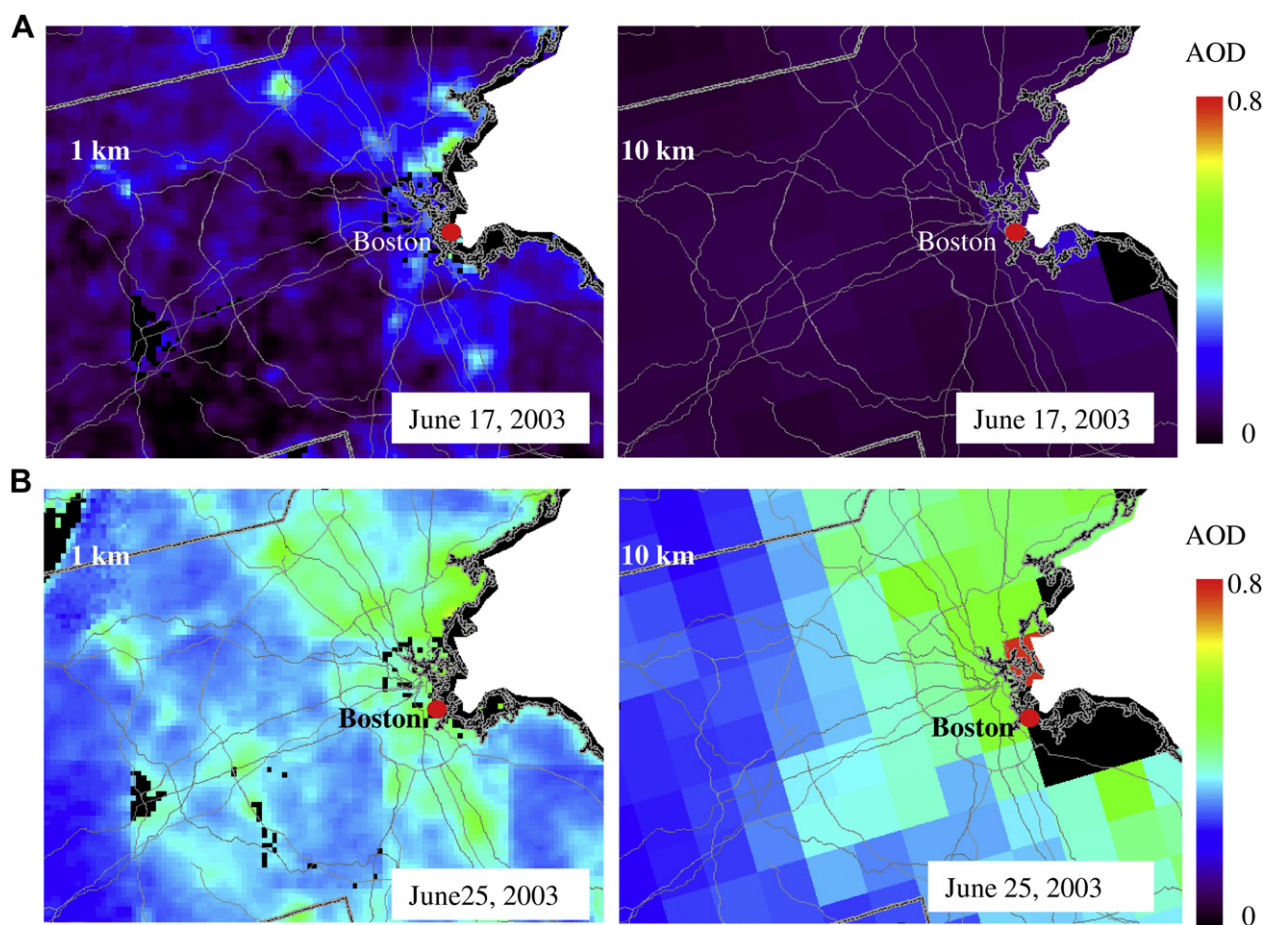 A
AOD
0.8
1 km
10 km
Boston
Boston
June 17, 2003
June 17, 2003
0
B
AOD
1 km
10 km
0.8
Boston
Boston
June25, 2003
June 25, 2003
0